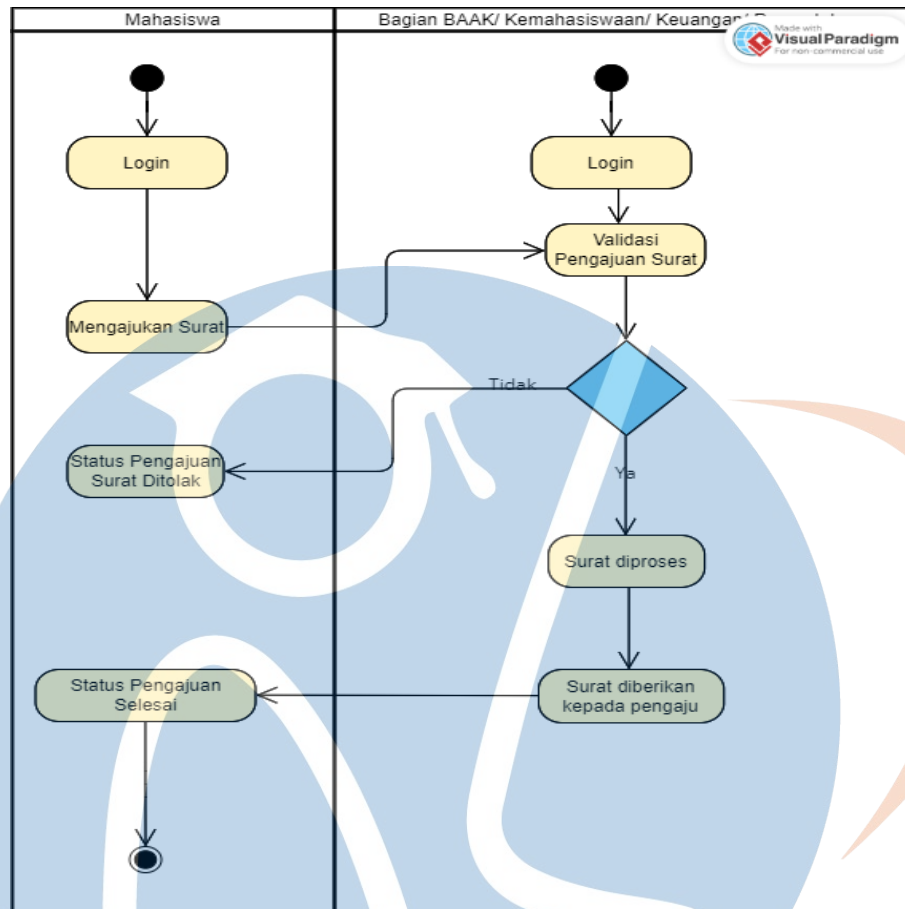 Mahasiswa
Bagian BAAK/ Kemahasiswaan/ Keuangan/
Made with
Visual Paradigm
For non-commercial use
Login
Login
Validasi
Pengajuan Surat
Mengajukan Surat
Tidak
Status Pengajuan
Surat Ditolak
Ya
Surat diproses
Status Pengajuan
Selesai
Surat diberikan
kepada pengaju